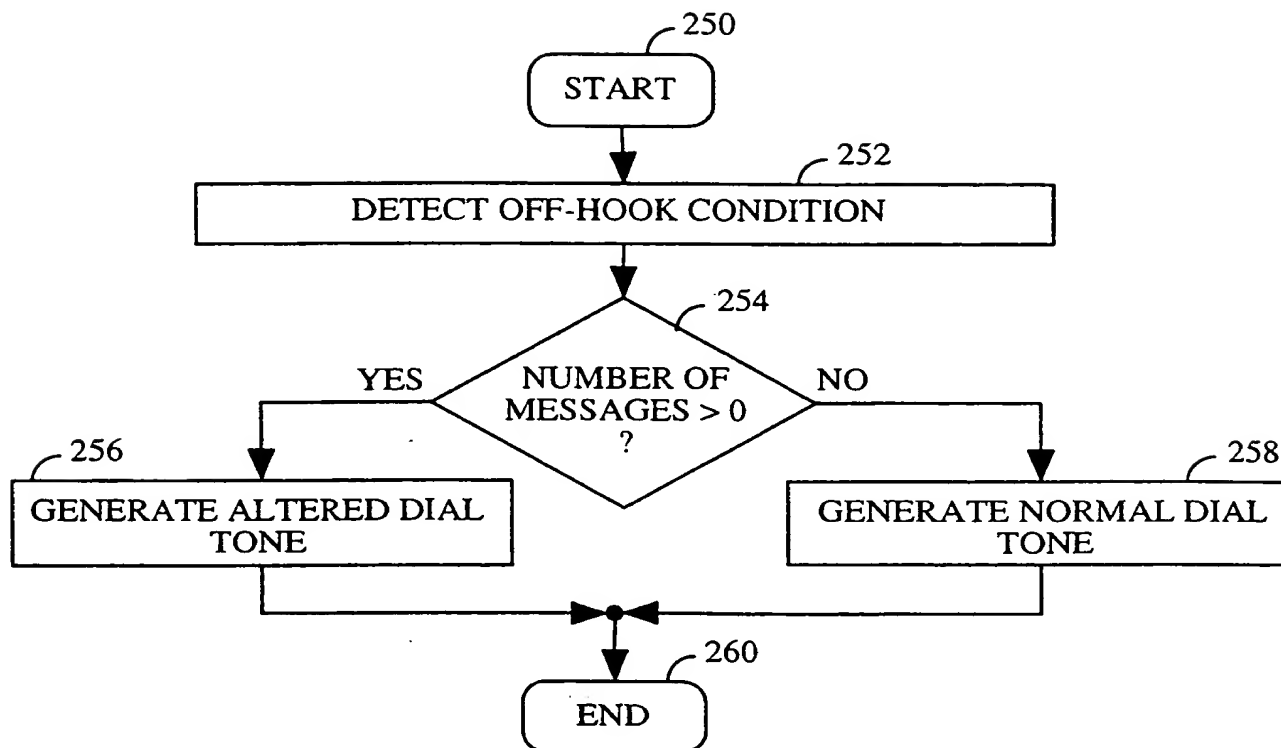 250
START
252
DETECT OFF-HOOK CONDITION
254
YES
NUMBER OF
MESSAGES > 0
?
NO
256
GENERATE ALTERED DIAL
TONE
258
GENERATE NORMAL DIAL
TONE
260
END